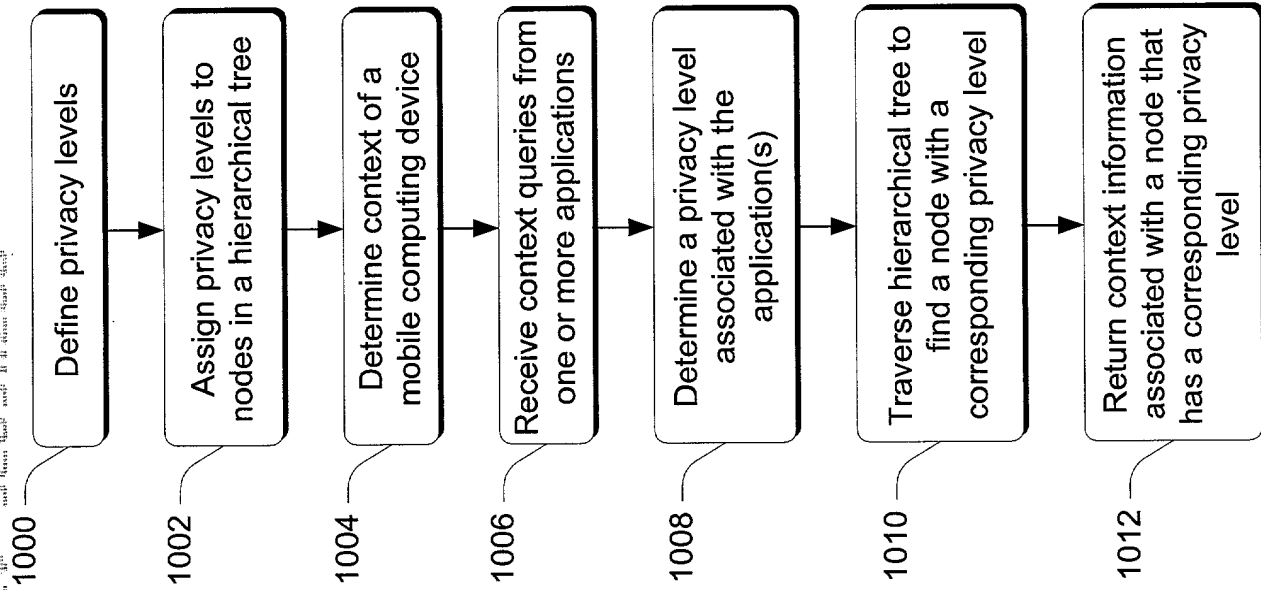 1000
Define privacy levels
1002
Assign privacy levels to
nodes in a hierarchical tree
1004
Determine context of a
mobile computing device
1006
Receive context queries from
one or more applications
1008
Determine a privacy level
associated with the
application(s)
1010
Traverse hierarchical tree to
find a node with a
corresponding privacy level
1012
Return context information
associated with a node that
has a corresponding privacy
level